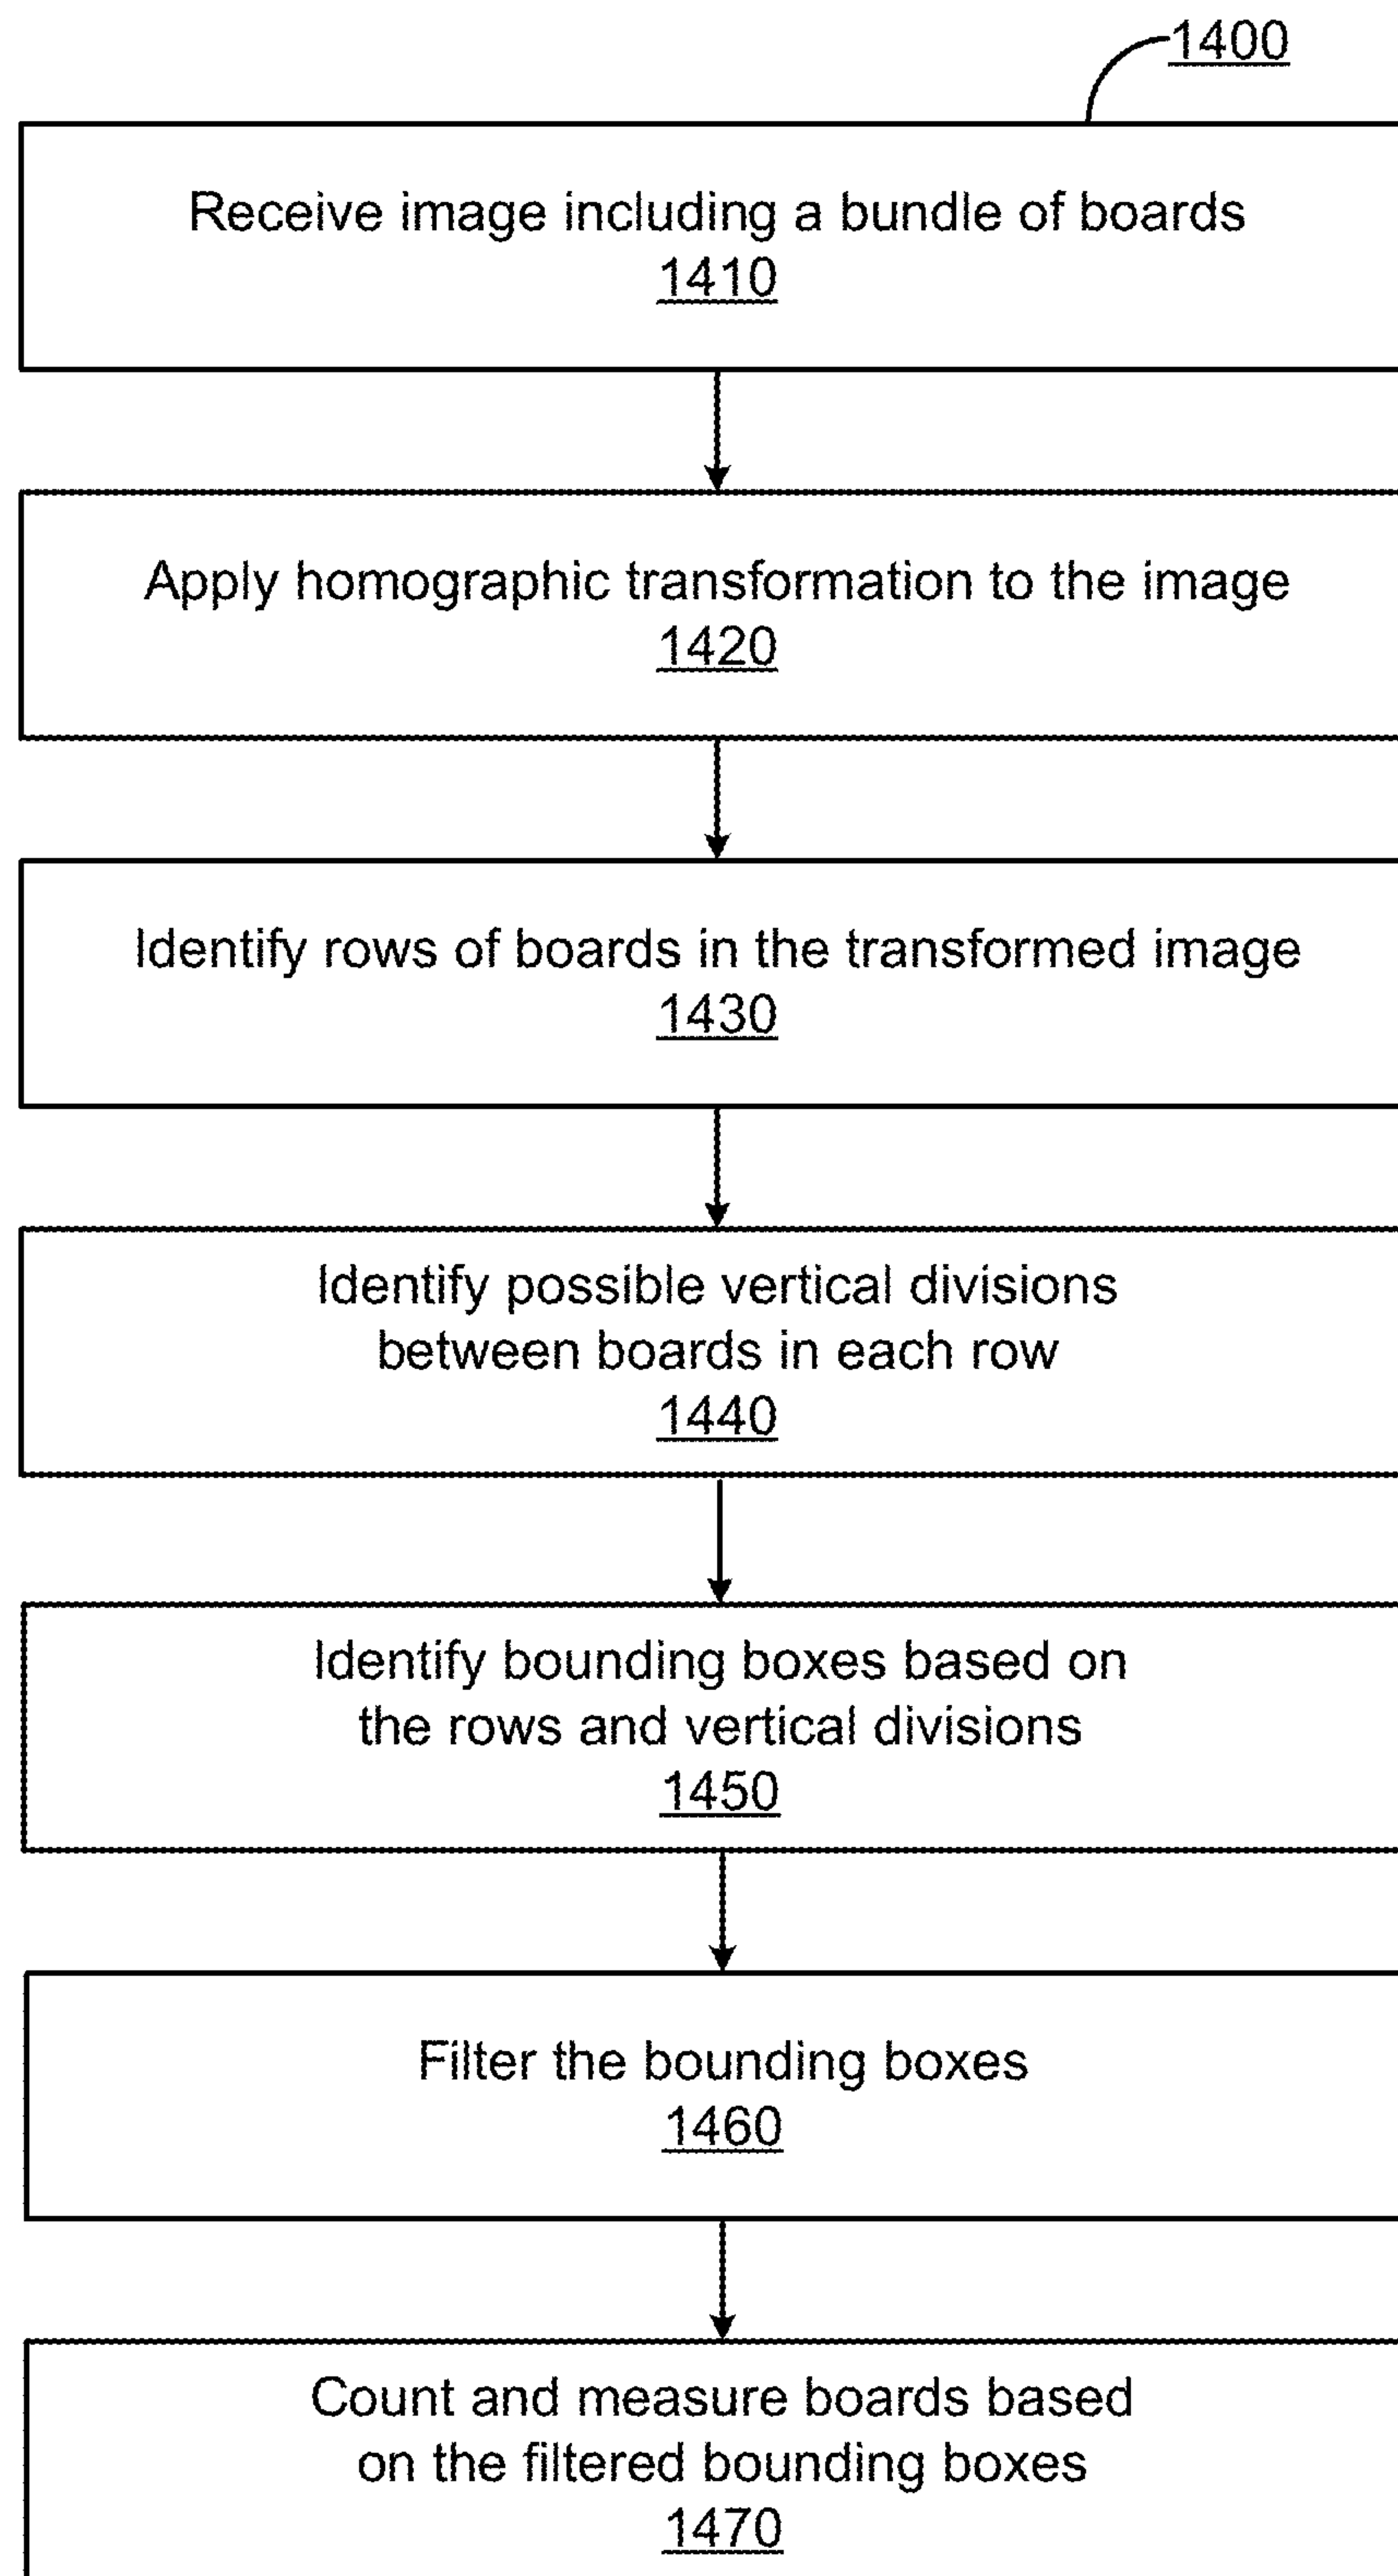 1400
Receive image including a bundle of boards
1410
Apply homographic transformation to the image
1420
Identify rows of boards in the transformed image
1430
Identify possible vertical divisions
between boards in each row
1440
Identify bounding boxes based on
the rows and vertical divisions
1450
Filter the bounding boxes
1460
Count and measure boards based
on the filtered bounding boxes
1470